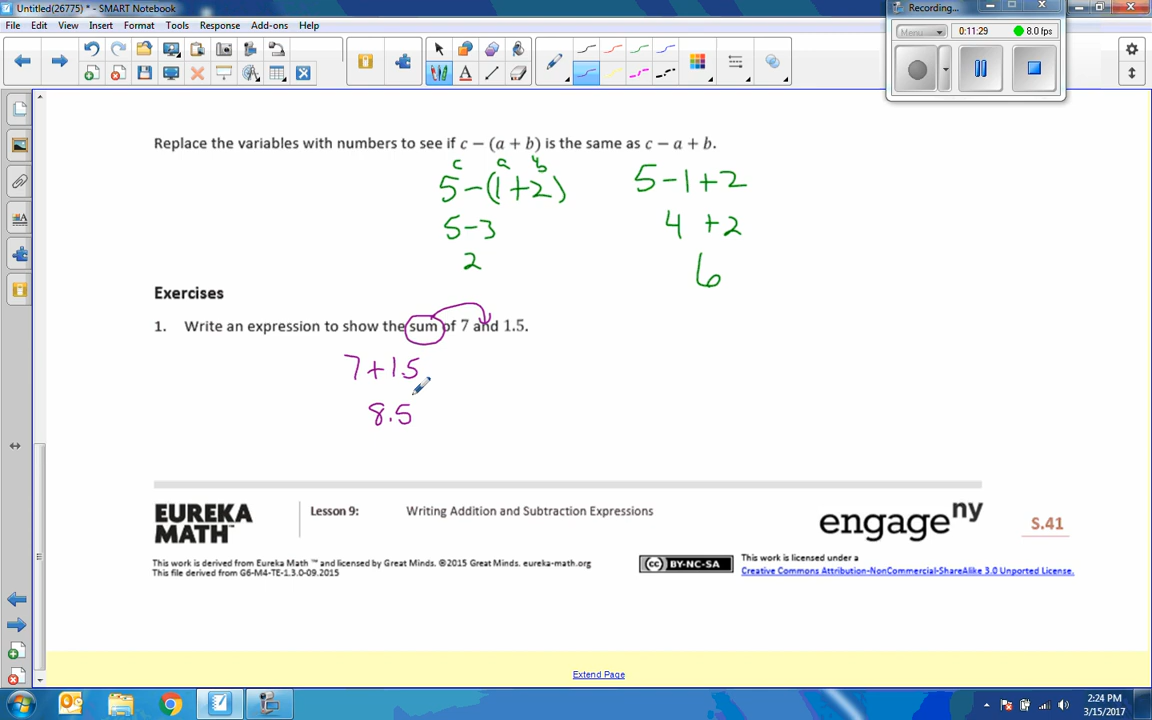 Untitled(26775) * - SMART Notebook
Recording...
File Edit View Insert Format Tools Response Add-ons Help
Menu
0:11:29
8.0 fps
Replace the variables with numbers to see if c − (a + b) is the same as c − a + b.
c a b
5-(1+2) 5-1+2
5-3 4 +2
2 6
Exercises
1. Write an expression to show the sum of 7 and 1.5.
7+1.5
8.5
EUREKA MATH
Lesson 9: Writing Addition and Subtraction Expressions
engageny
S.41
This work is derived from Eureka Math ™ and licensed by Great Minds. ©2015 Great Minds. eureka-math.org
This file derived from G6-M4-TE-1.3.0-09.2015
(cc) BY-NC-SA
This work is licensed under a
Creative Commons Attribution-NonCommercial-ShareAlike 3.0 Unported License.
Extend Page
2:24 PM
3/15/2017